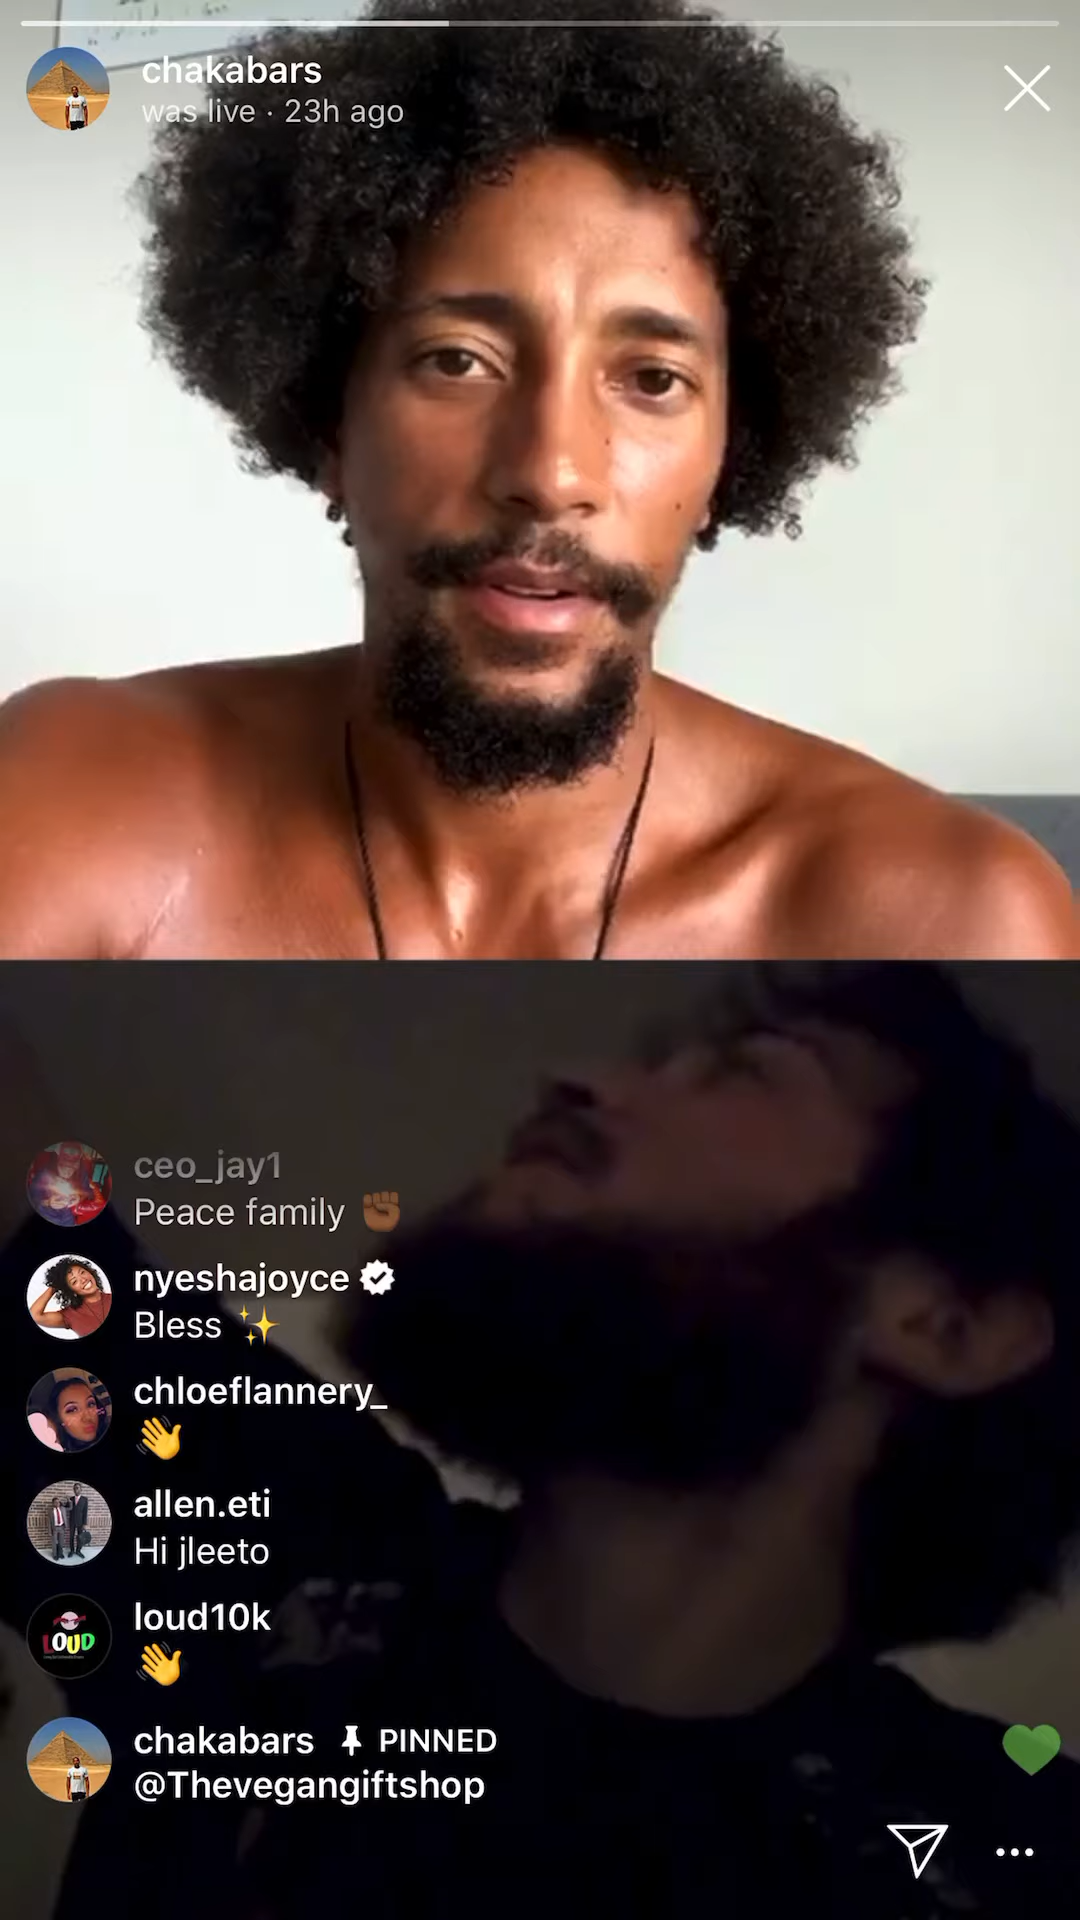 chakabars
was live · 23h ago
ceo_jay1
Peace family ✊🏾
nyeshajoyce
Bless ✨
chloeflannery_
👋
allen.eti
Hi jleeto
LOUD
loud10k
👋
chakabars PINNED
@Thevegangiftshop